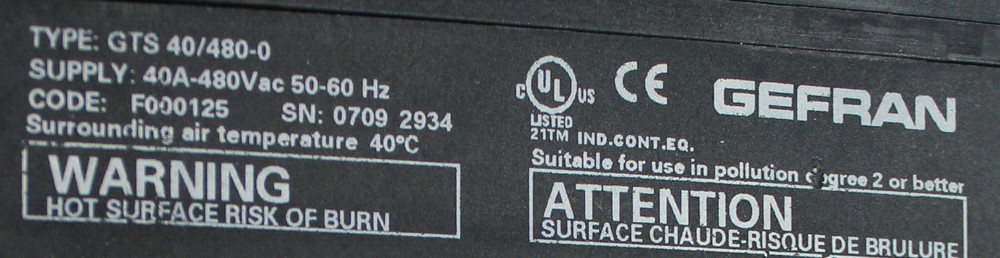 TYPE: GTS 40/480-0
SUPPLY: 40A-480Vac 50-60 Hz
CODE: F000125 SN: 0709 2934
Surrounding air temperature 40°C
WARNING
HOT SURFACE RISK OF BURN
C UL US CE GEFRAN
LISTED
21TM IND.CONT.EQ.
Suitable for use in pollution degree 2 or better
ATTENTION
SURFACE CHAUDE-RISQUE DE BRULURE